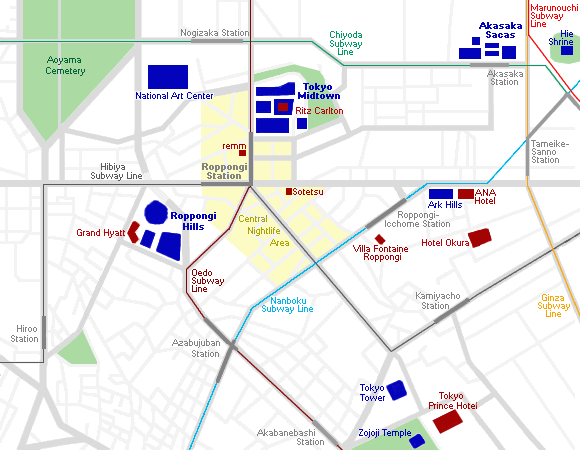 Marunouchi
Subway
Line
Akasaka
Sacas
Hie
Shrine
Nogizaka Station
Chiyoda
Subway
Line
Aoyama
Cemetery
Akasaka
Station
National Art Center
Tokyo
Midtown
Ritz Carlton
remm
Tameike-
Sanno
Station
Hibiya
Subway Line
Roppongi
Station
Sotetsu
Ark Hills
ANA
Hotel
Roppongi
Hills
Grand Hyatt
Central
Nightlife
Area
Roppongi-
Icchome Station
Villa Fontaine
Roppongi
Hotel Okura
Oedo
Subway
Line
Nanboku
Subway Line
Kamiyacho
Station
Ginza
Subway
Line
Hiroo
Station
Azabujuban
Station
Tokyo
Tower
Tokyo
Prince Hotel
Akabanebashi
Station
Zojoji Temple